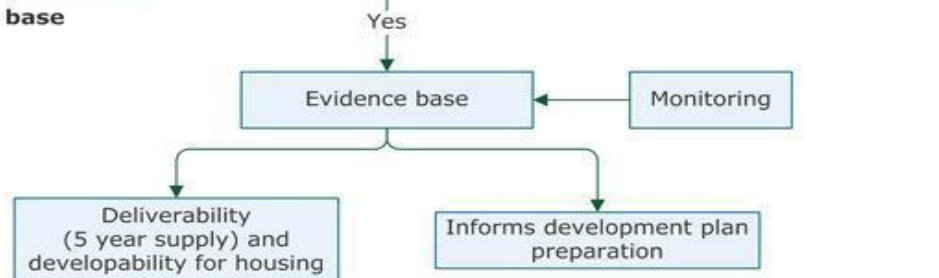 base
Yes
Evidence base
Monitoring
Deliverability
(5 year supply) and
developability for housing
Informs development plan
preparation